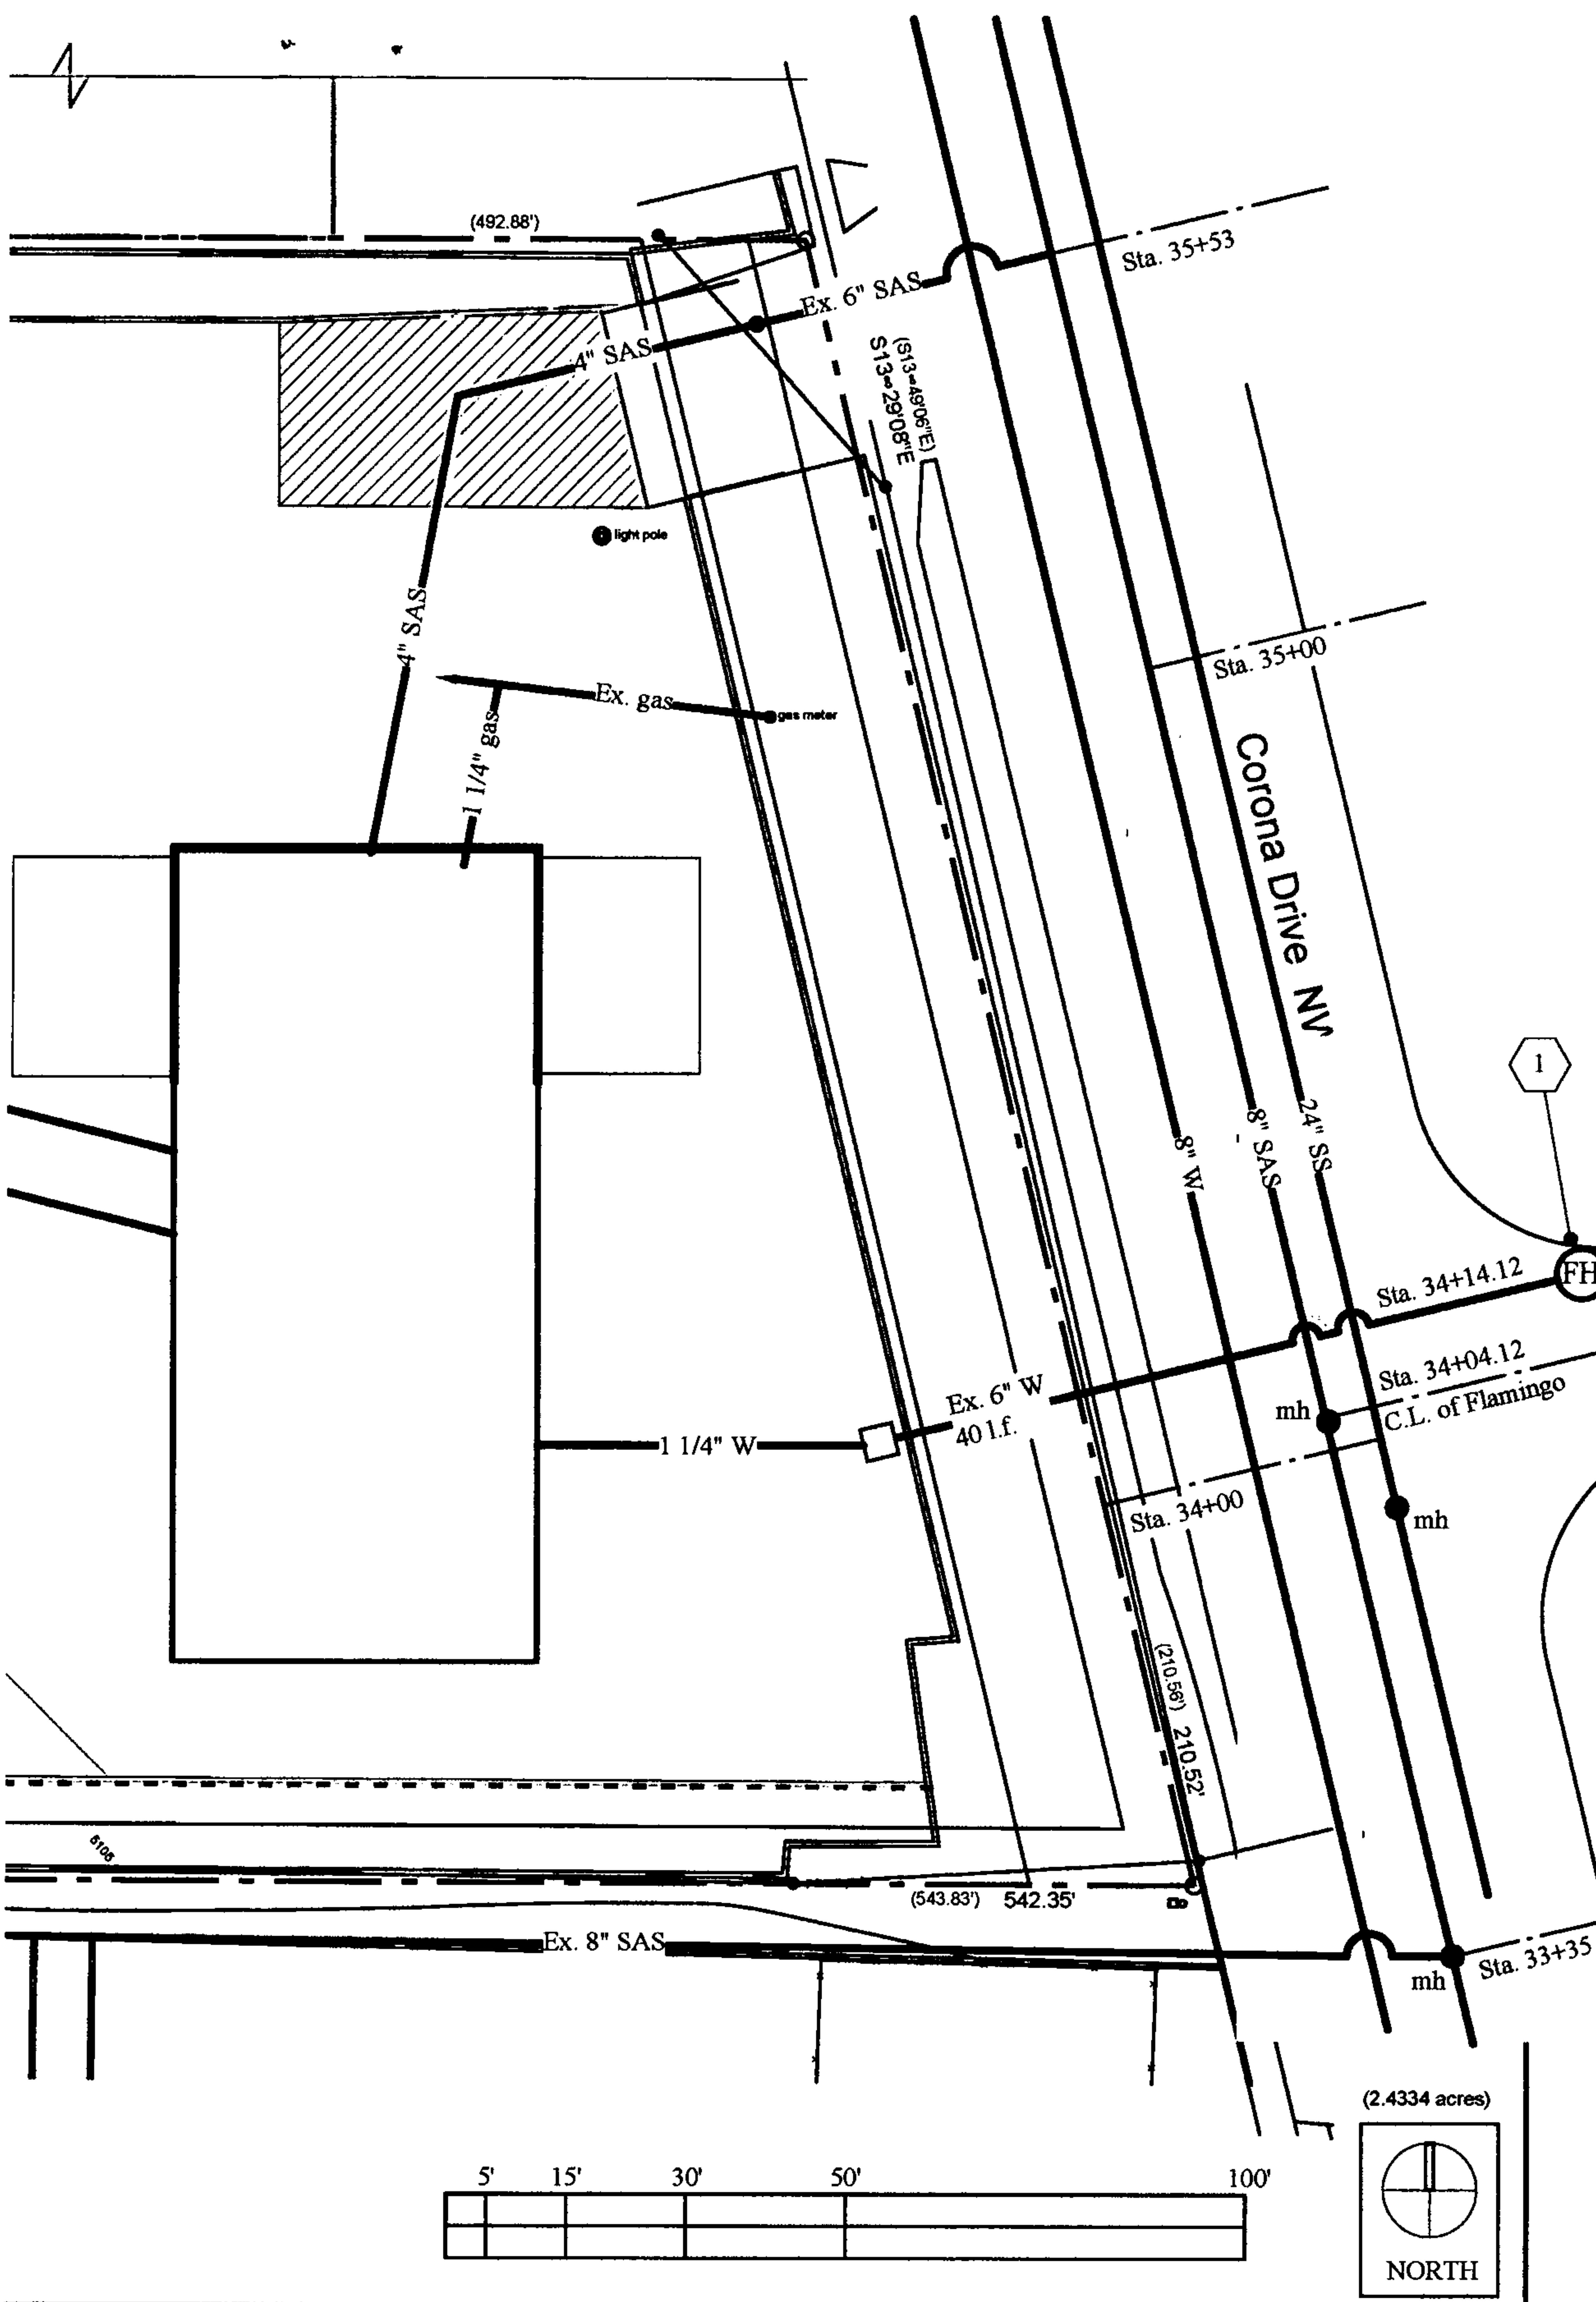 (492.88')
Sta. 35+53
Ex. 6" SAS
4" SAS
(S13∞49'06"E)
S13∞29'08"E
light pole
4" SAS
Sta. 35+00
Ex. gas
gas meter
1 1/4" gas
Corona Drive NW
1
8" W
8" SAS
24" SS
Sta. 34+14.12
FH
Sta. 34+04.12
C.L. of Flamingo
Ex. 6" W
40 l.f.
mh
1 1/4" W
Sta. 34+00
mh
(210.56') 210.52'
5105
(543.83') 542.35'
Ex. 8" SAS
mh
Sta. 33+35
(2.4334 acres)
5' 15' 30' 50' 100'
NORTH